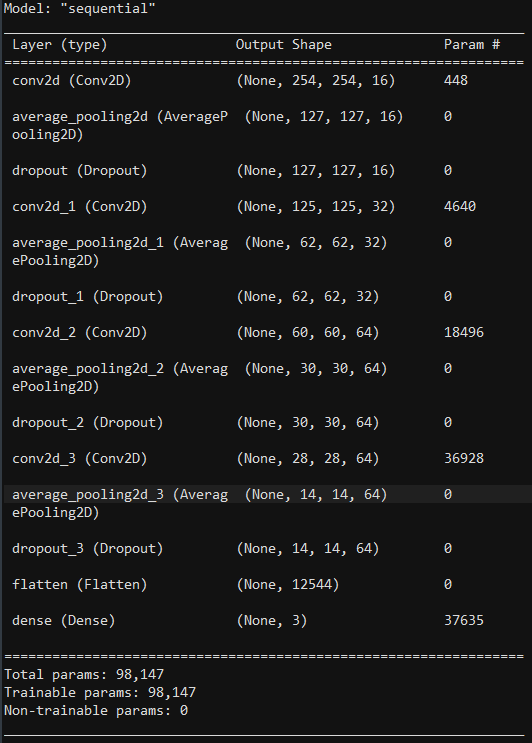 Model: "sequential"
Layer (type) Output Shape Param #
=================================================================
conv2d (Conv2D) (None, 254, 254, 16) 448
average_pooling2d (AverageP (None, 127, 127, 16) 0
ooling2D)
dropout (Dropout) (None, 127, 127, 16) 0
conv2d_1 (Conv2D) (None, 125, 125, 32) 4640
average_pooling2d_1 (Averag (None, 62, 62, 32) 0
ePooling2D)
dropout_1 (Dropout) (None, 62, 62, 32) 0
conv2d_2 (Conv2D) (None, 60, 60, 64) 18496
average_pooling2d_2 (Averag (None, 30, 30, 64) 0
ePooling2D)
dropout_2 (Dropout) (None, 30, 30, 64) 0
conv2d_3 (Conv2D) (None, 28, 28, 64) 36928
average_pooling2d_3 (Averag (None, 14, 14, 64) 0
ePooling2D)
dropout_3 (Dropout) (None, 14, 14, 64) 0
flatten (Flatten) (None, 12544) 0
dense (Dense) (None, 3) 37635
=================================================================
Total params: 98,147
Trainable params: 98,147
Non-trainable params: 0